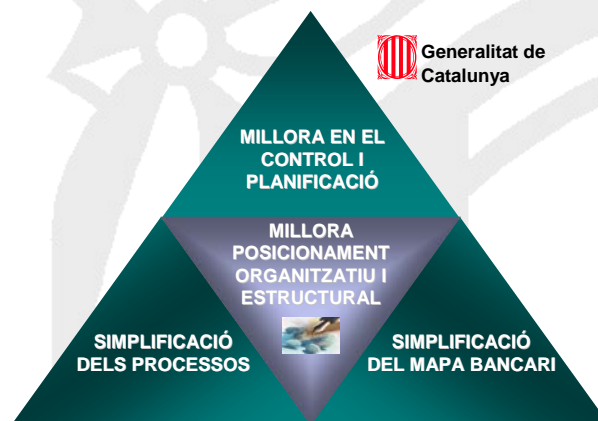 Generalitat de
Catalunya
MILLORA EN EL
CONTROL I
PLANIFICACIÓ
MILLORA
POSICIONAMENT
ORGANITZATIU I
ESTRUCTURAL
SIMPLIFICACIÓ
DELS PROCESSOS
SIMPLIFICACIÓ
DEL MAPA BANCARI